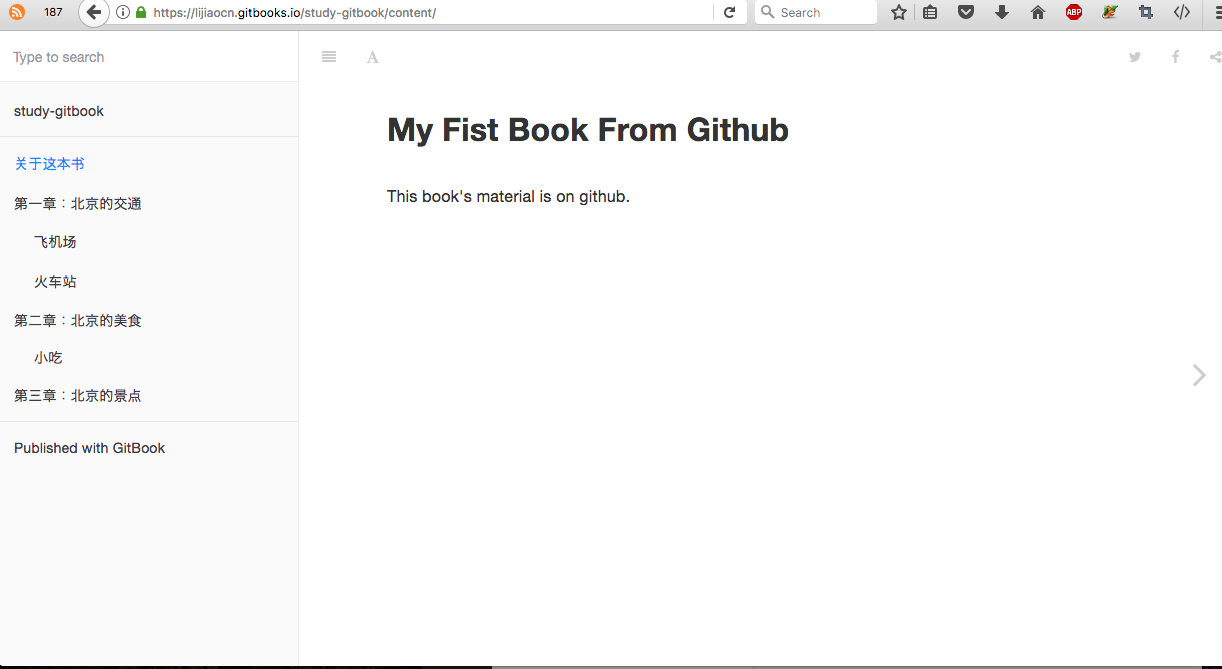 187
https://lijiaocn.gitbooks.io/study-gitbook/content/
Search
ABP
Type to search
A
study-gitbook
关于这本书
第一章：北京的交通
飞机场
火车站
第二章：北京的美食
小吃
第三章：北京的景点
Published with GitBook
My Fist Book From Github
This book's material is on github.